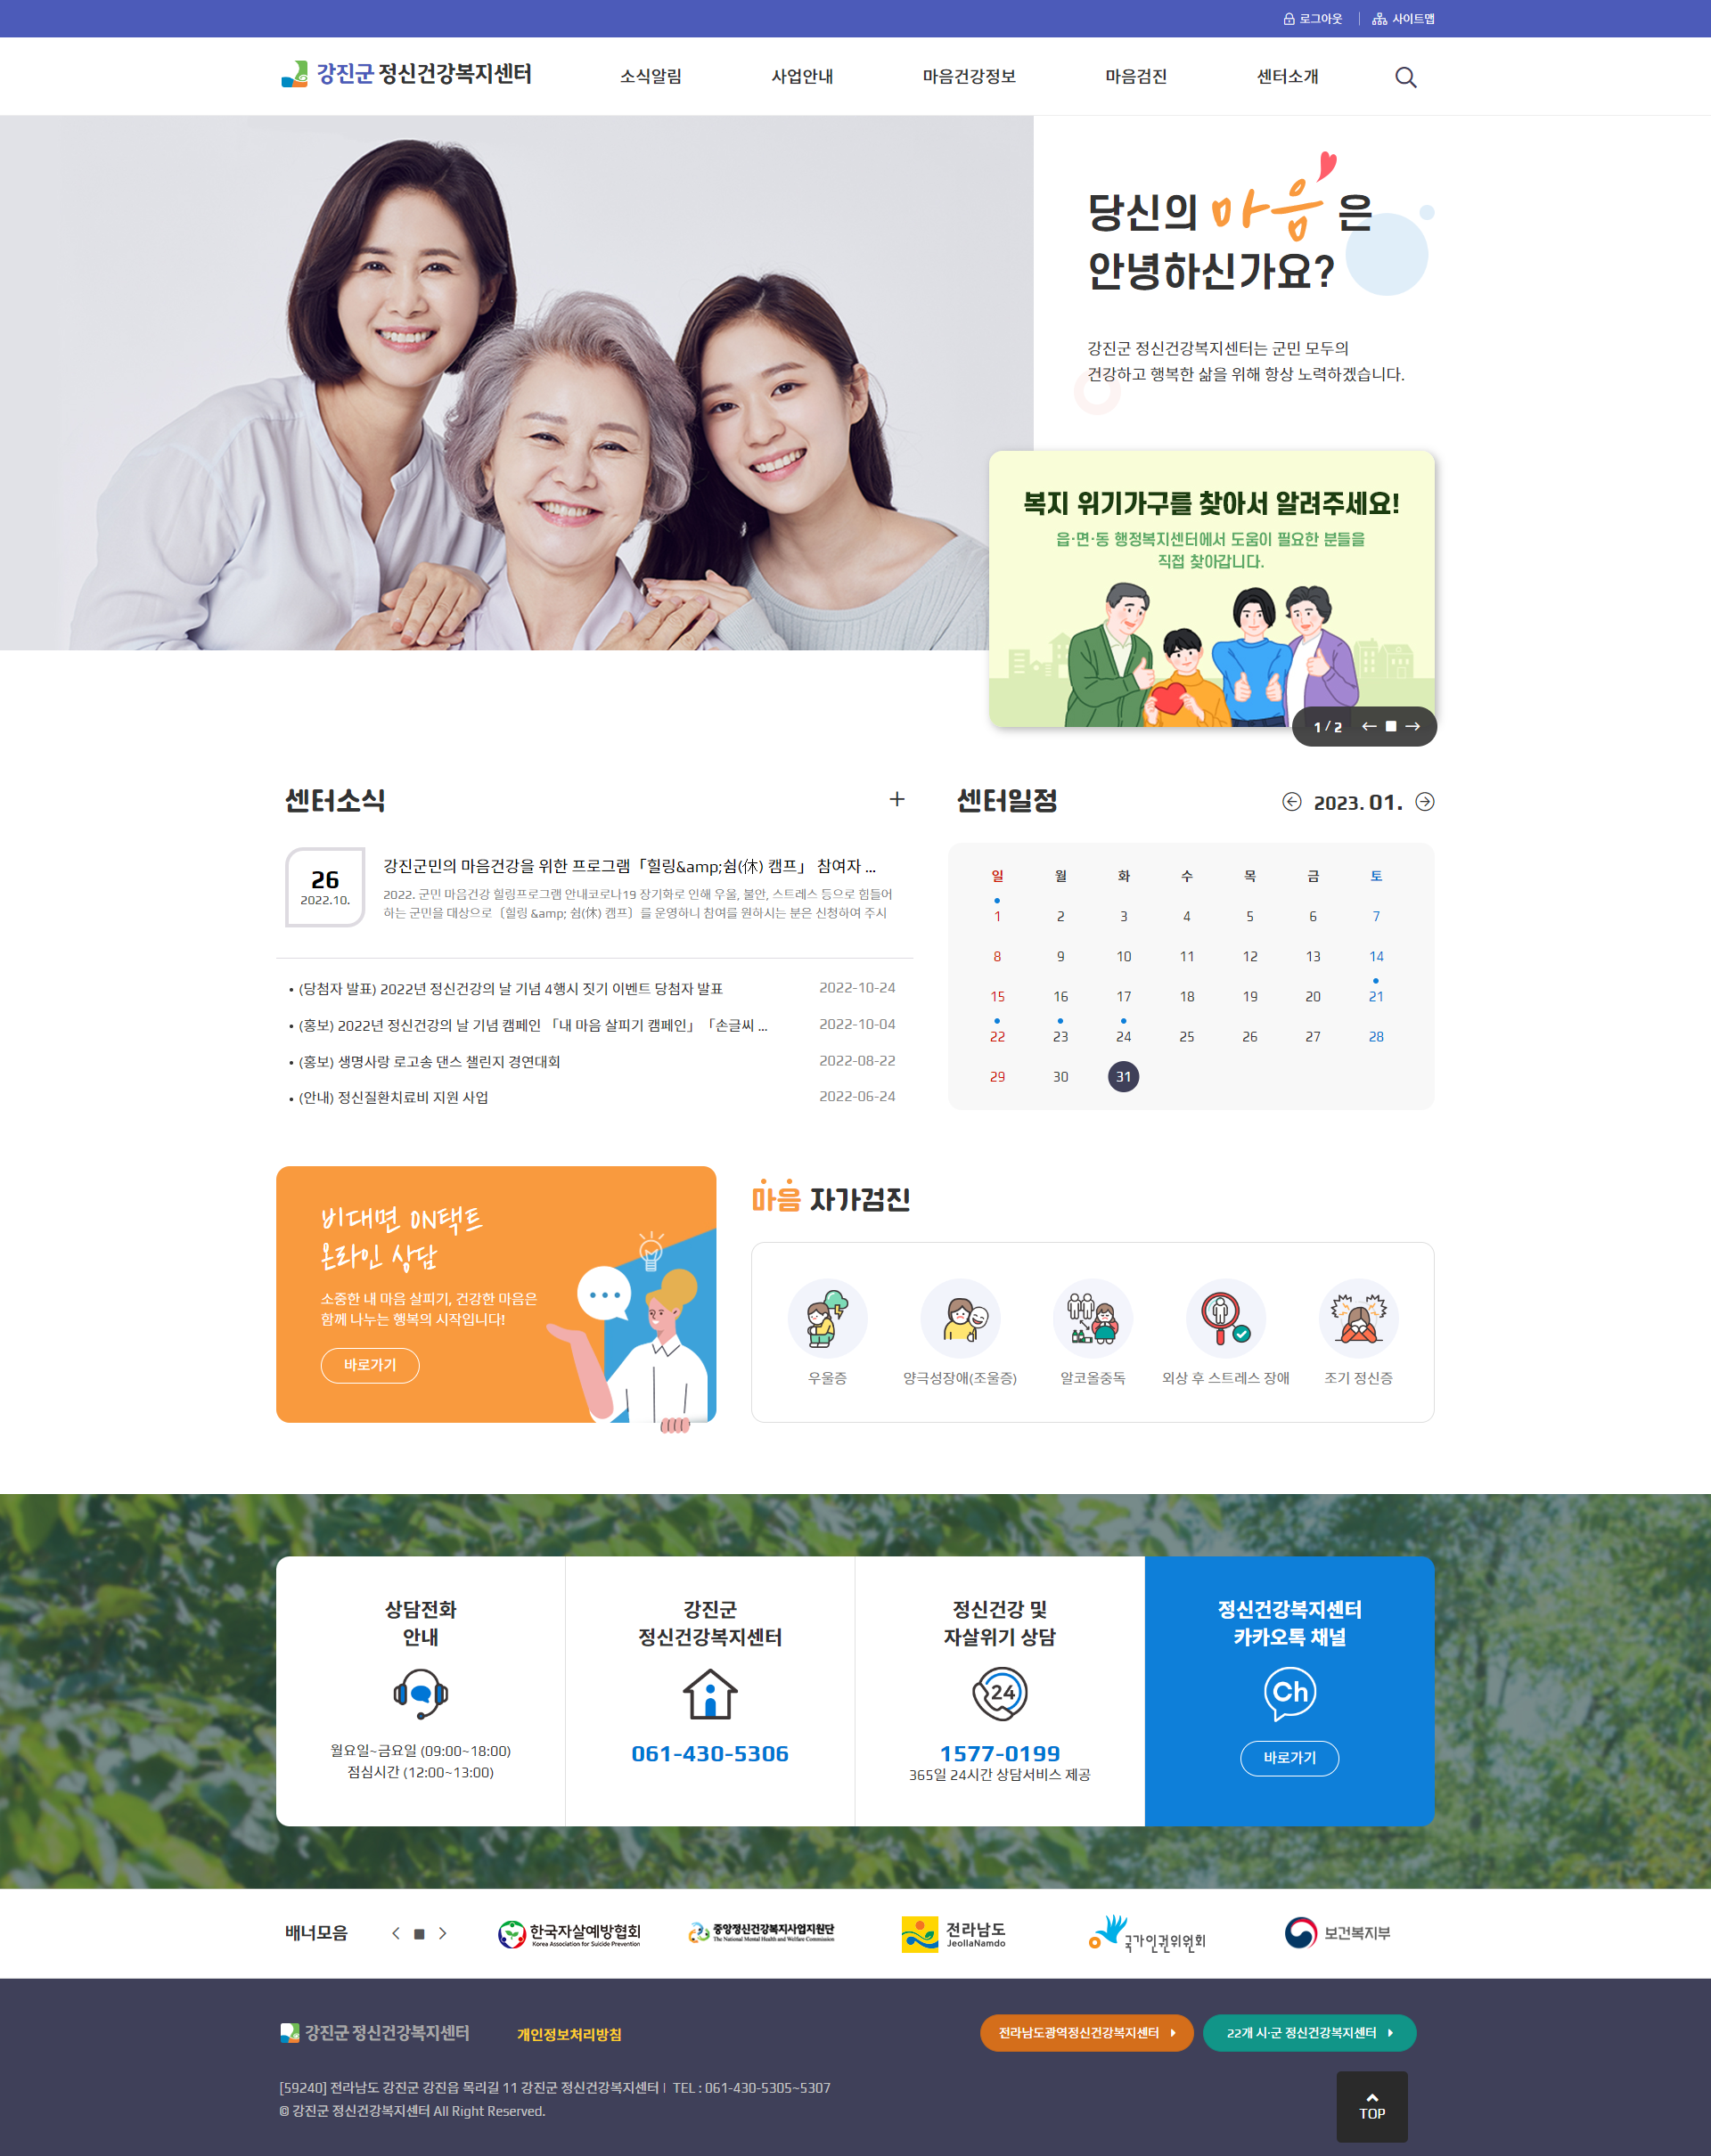 로그아웃
사이트맵
강진군 정신건강복지센터
소식알림
사업안내
마음건강정보
마음검진
센터소개
당신의 마음 은
안녕하신가요?
강진군 정신건강복지센터는 군민 모두의
건강하고 행복한 삶을 위해 항상 노력하겠습니다.
복지 위기가구를 찾아서 알려주세요!
읍·면·동 행정복지센터에서 도움이 필요한 분들을
직접 찾아갑니다.
1 / 2
센터소식
26
2022.10.
강진군민의 마음건강을 위한 프로그램「힐링&amp;쉼(休) 캠프」 참여자 ...
2022. 군민 마음건강 힐링프로그램 안내코로나19 장기화로 인해 우울, 불안, 스트레스 등으로 힘들어
하는 군민을 대상으로〔힐링 &amp; 쉼(休) 캠프〕를 운영하니 참여를 원하시는 분은 신청하여 주시
• (당첨자 발표) 2022년 정신건강의 날 기념 4행시 짓기 이벤트 당첨자 발표 2022-10-24
• (홍보) 2022년 정신건강의 날 기념 캠페인 「내 마음 살피기 캠페인」「손글씨 ... 2022-10-04
• (홍보) 생명사랑 로고송 댄스 챌린지 경연대회 2022-08-22
• (안내) 정신질환치료비 지원 사업 2022-06-24
센터일정
2023. 01.
일 월 화 수 목 금 토
1 2 3 4 5 6 7
8 9 10 11 12 13 14
15 16 17 18 19 20 21
22 23 24 25 26 27 28
29 30 31
비대면 ON택트
온라인 상담
소중한 내 마음 살피기, 건강한 마음은
함께 나누는 행복의 시작입니다!
바로가기
마음 자가검진
우울증
양극성장애(조울증)
알코올중독
외상 후 스트레스 장애
조기 정신증
상담전화
안내
월요일~금요일 (09:00~18:00)
점심시간 (12:00~13:00)
강진군
정신건강복지센터
061-430-5306
정신건강 및
자살위기 상담
24
1577-0199
365일 24시간 상담서비스 제공
정신건강복지센터
카카오톡 채널
Ch
바로가기
배너모음
한국자살예방협회
Korea Association for Suicide Prevention
중앙정신건강복지사업지원단
The National Mental Health and Welfare Commission
전라남도
JeollaNamdo
국가인권위원회
보건복지부
강진군 정신건강복지센터
개인정보처리방침
전라남도광역정신건강복지센터
22개 시·군 정신건강복지센터
[59240] 전라남도 강진군 강진읍 목리길 11 강진군 정신건강복지센터 | TEL : 061-430-5305~5307
© 강진군 정신건강복지센터 All Right Reserved.
TOP